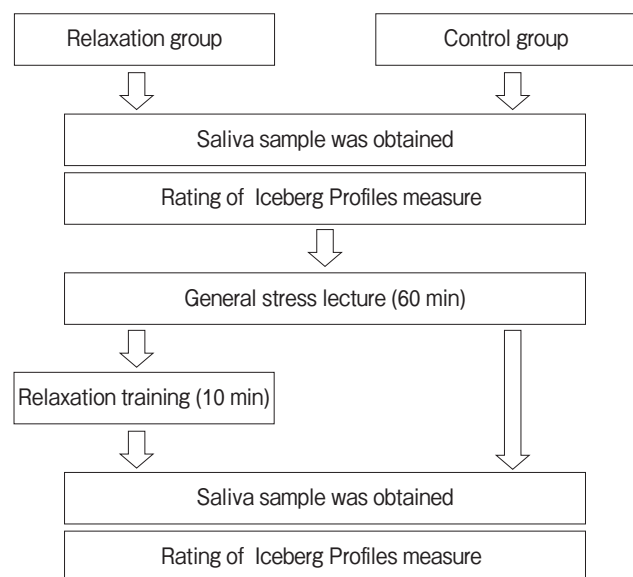 Relaxation group
Control group
Saliva sample was obtained
Rating of Iceberg Profiles measure
General stress lecture (60 min)
Relaxation training (10 min)
Saliva sample was obtained
Rating of Iceberg Profiles measure